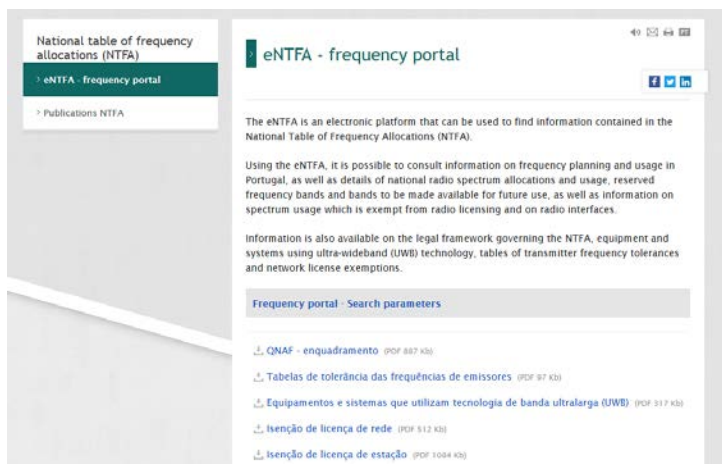 National table of frequency
allocations (NTFA)
eNTFA - frequency portal
Publications NTFA
eNTFA - frequency portal
The eNTFA is an electronic platform that can be used to find information contained in the
National Table of Frequency Allocations (NTFA).
Using the eNTFA, it is possible to consult information on frequency planning and usage in
Portugal, as well as details of national radio spectrum allocations and usage, reserved
frequency bands and bands to be made available for future use, as well as information on
spectrum usage which is exempt from radio licensing and on radio interfaces.
Information is also available on the legal framework governing the NTFA, equipment and
systems using ultra-wideband (UWB) technology, tables of transmitter frequency tolerances
and network license exemptions.
Frequency portal - Search parameters
QNAF - enquadramento (PDF 887 Kb)
Tabelas de tolerância das frequências de emissores (PDF 97 Kb)
Equipamentos e sistemas que utilizam tecnologia de banda ultralarga (UWB) (PDF 317 Kb)
Isenção de licença de rede (PDF 512 Kb)
Isenção de licença de estação (PDF 1084 Kb)